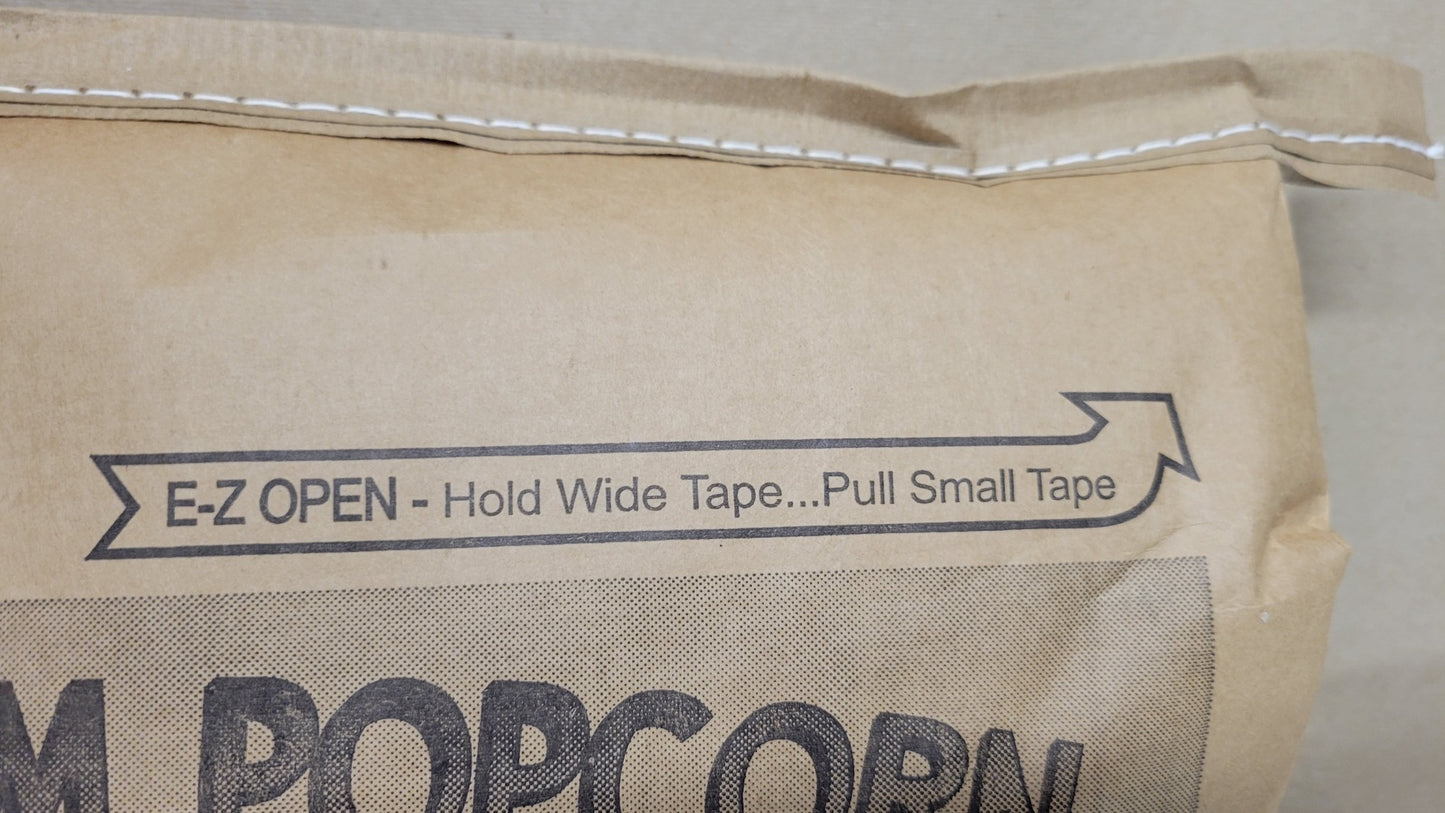 E-Z OPEN - Hold Wide Tape...Pull Small Tape
M POPCORN